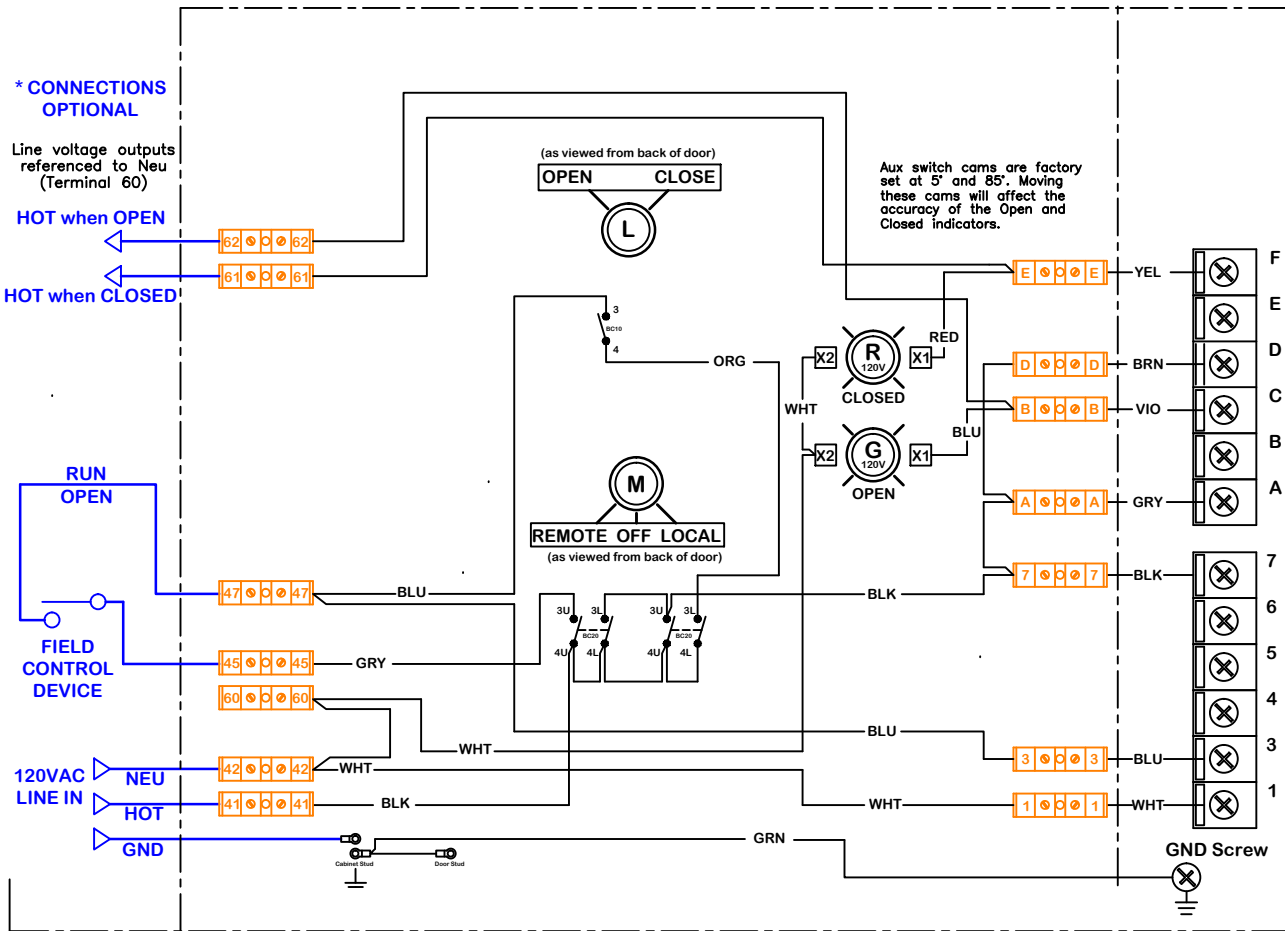 * CONNECTIONS
OPTIONAL
Line voltage outputs
referenced to Neu
(Terminal 60)
HOT when OPEN
62 62
61 61
HOT when CLOSED
(as viewed from back of door)
OPEN CLOSE
L
Aux switch cams are factory
set at 5° and 85°. Moving
these cams will affect the
accuracy of the Open and
Closed indicators.
3
BC10
4
ORG
E E YEL
RED
X2 R X1
120V
CLOSED
D D BRN
WHT
B B VIO
BLU
X2 G X1
120V
OPEN
A A GRY
F
E
D
C
B
A
RUN
OPEN
M
REMOTE OFF LOCAL
(as viewed from back of door)
47 47 BLU
BLK
7 7 BLK
3U 3L 3U 3L
BC20 BC20
4U 4L 4U 4L
FIELD
CONTROL
DEVICE
45 45 GRY
60 60
WHT
BLU
3 3 BLU
7
6
5
4
3
1
120VAC
LINE IN
NEU
42 42 WHT
HOT
41 41 BLK
WHT
1 1 WHT
GND
Cabinet Stud
Door Stud
GRN
GND Screw